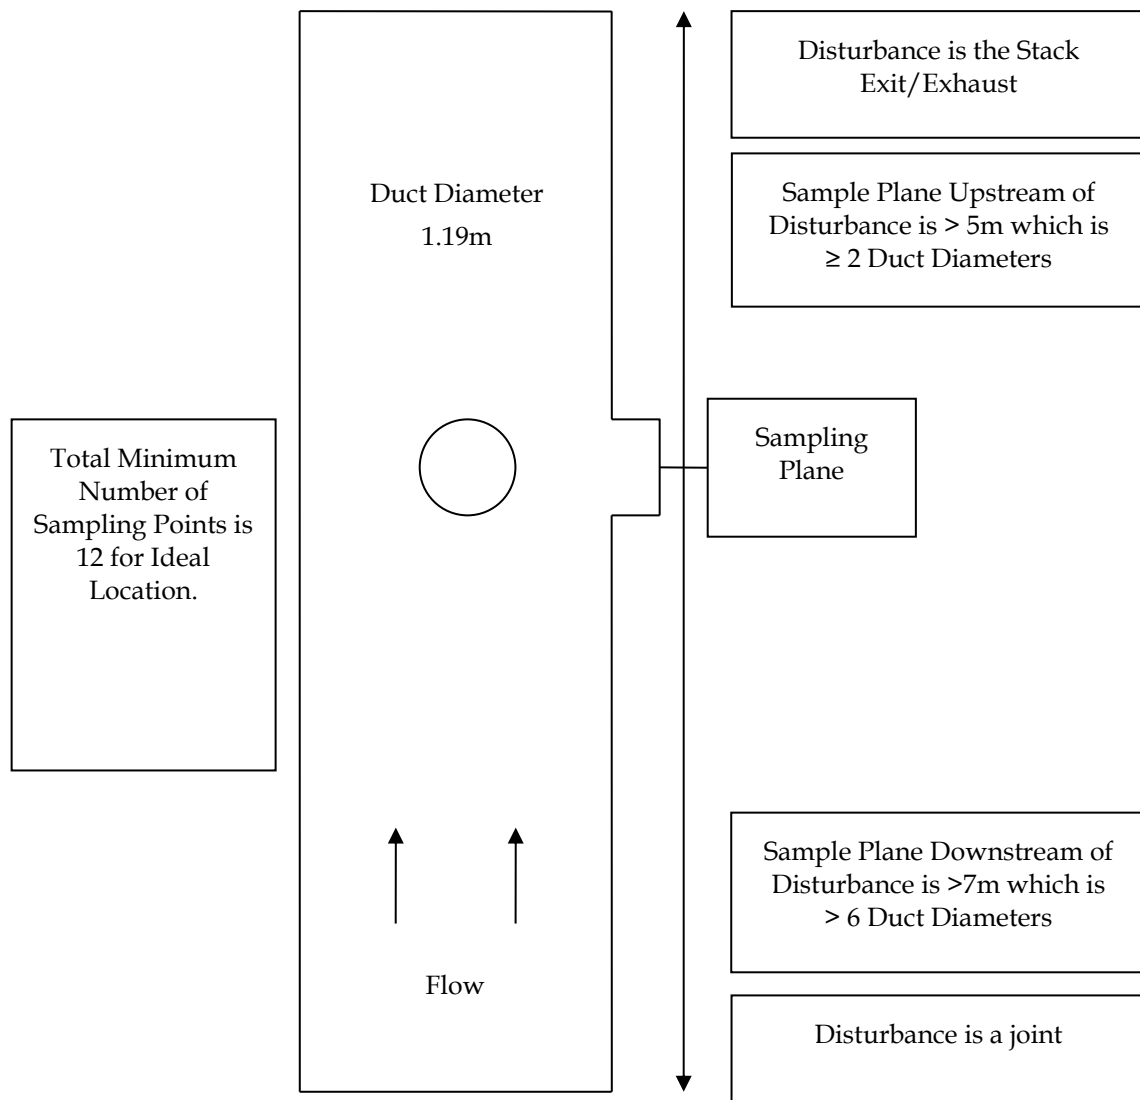 Disturbance is the Stack
Exit/Exhaust
Duct Diameter
1.19m
Sample Plane Upstream of
Disturbance is > 5m which is
≥ 2 Duct Diameters
Total Minimum
Number of
Sampling Points is
12 for Ideal
Location.
Sampling
Plane
Sample Plane Downstream of
Disturbance is >7m which is
> 6 Duct Diameters
Flow
Disturbance is a joint